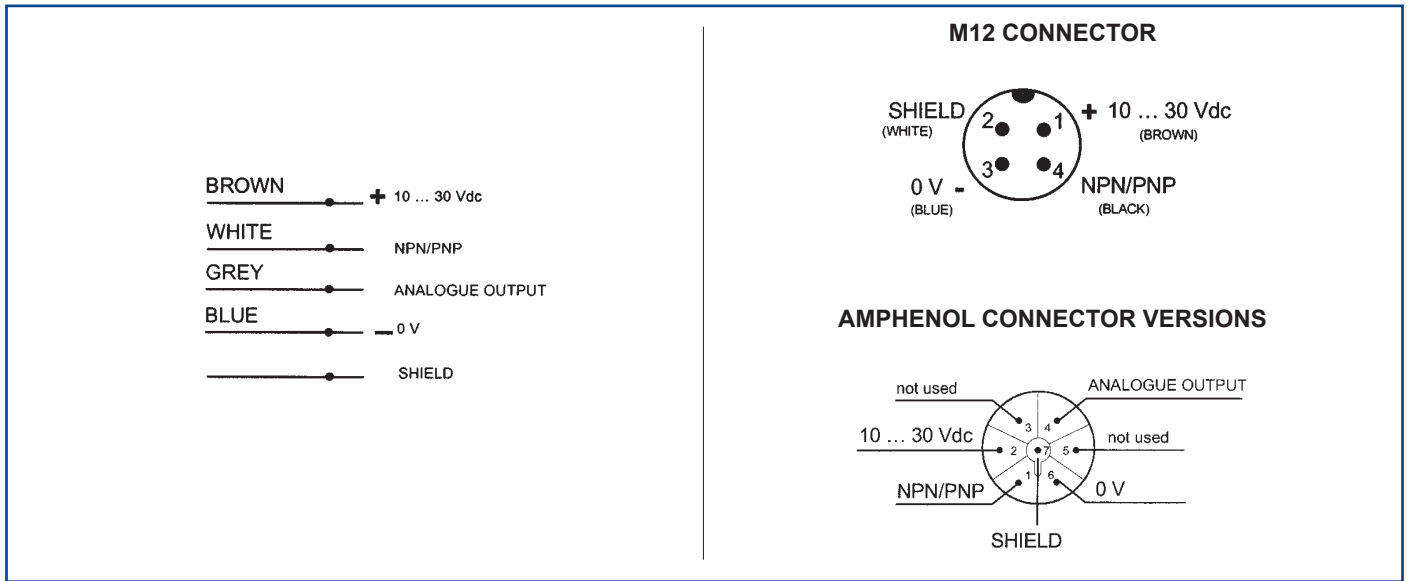 BROWN
+ 10 ... 30 Vdc
WHITE
NPN/PNP
GREY
ANALOGUE OUTPUT
BLUE
- 0 V
SHIELD
M12 CONNECTOR
SHIELD
(WHITE)
2
1
+ 10 ... 30 Vdc
(BROWN)
3
4
0 V -
(BLUE)
NPN/PNP
(BLACK)
AMPHENOL CONNECTOR VERSIONS
not used
ANALOGUE OUTPUT
3 4
10 ... 30 Vdc
2 7 5
not used
NPN/PNP
1 6
0 V
SHIELD